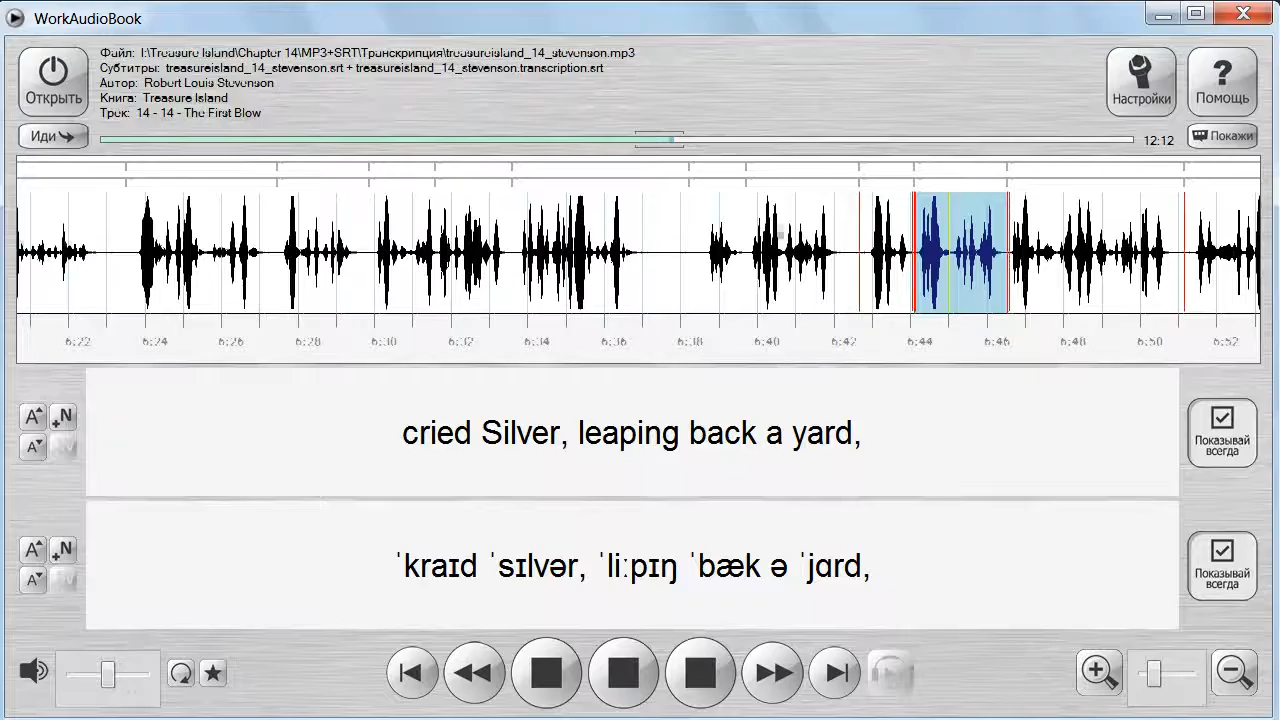 WorkAudioBook
Открыть
Файл: I:\Treasure Island\Chapter 14\MP3+SRT\Транскрипция\treasureisland_14_stevenson.mp3
Субтитры: treasureisland_14_stevenson.srt + treasureisland_14_stevenson.transcription.srt
Автор: Robert Louis Stevenson
Книга: Treasure Island
Трек: 14 - 14 - The First Blow
Настройки
?
Помощь
Иди
12:12
Покажи
6:22 6:24 6:26 6:28 6:30 6:32 6:34 6:36 6:38 6:40 6:42 6:44 6:46 6:48 6:50 6:52
A +N
A
cried Silver, leaping back a yard,
Показывай
всегда
A +N
A
ˈkraɪd ˈsɪlvər, ˈliːpɪŋ ˈbæk ə ˈjɑrd,
Показывай
всегда